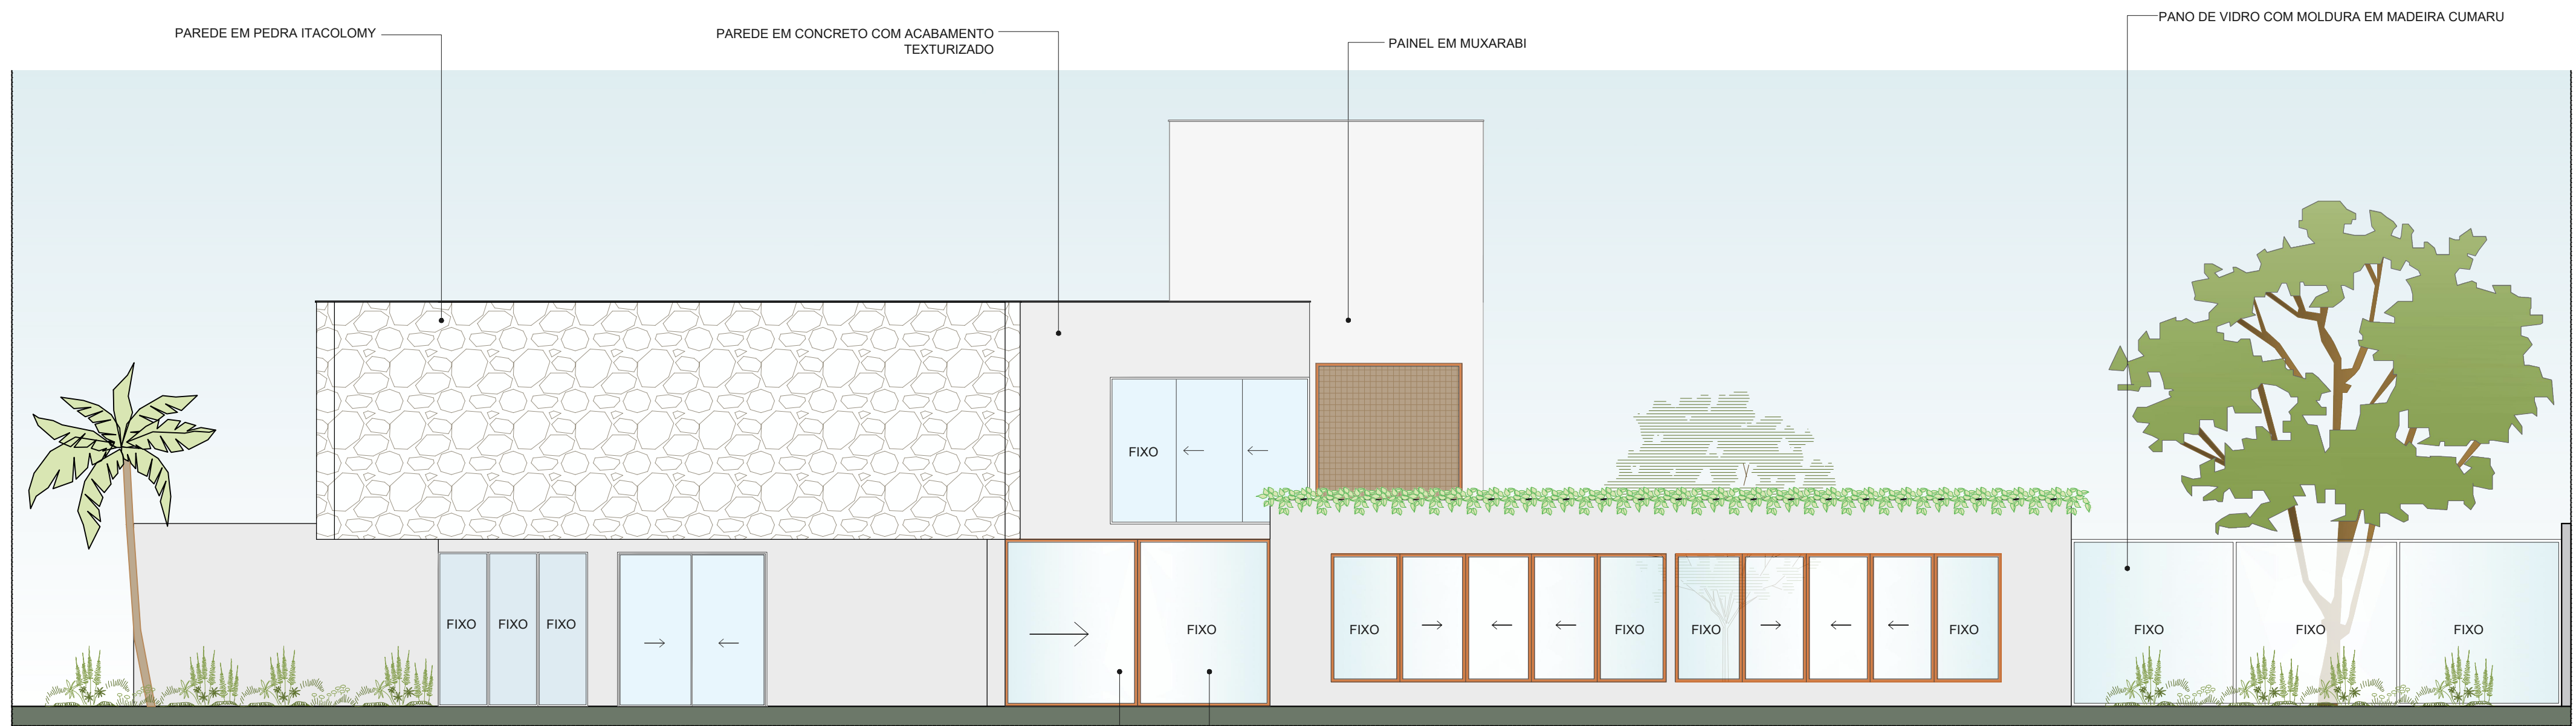 PANO DE VIDRO COM MOLDURA EM MADEIRA CUMARU
PAREDE EM PEDRA ITACOLOMY
PAREDE EM CONCRETO COM ACABAMENTO
TEXTURIZADO
PAINEL EM MUXARABI
FIXO
FIXO
FIXO
FIXO
FIXO
FIXO
FIXO
FIXO
FIXO
FIXO
FIXO
FIXO